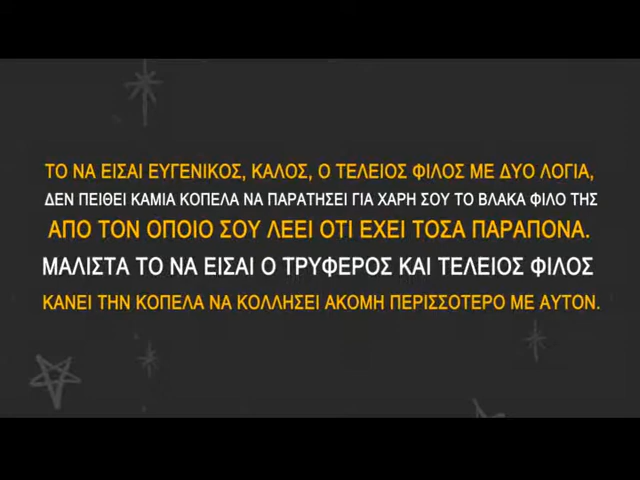 ΤΟ ΝΑ ΕΙΣΑΙ ΕΥΓΕΝΙΚΟΣ, ΚΑΛΟΣ, Ο ΤΕΛΕΙΟΣ ΦΙΛΟΣ ΜΕ ΔΥΟ ΛΟΓΙΑ,
ΔΕΝ ΠΕΙΘΕΙ ΚΑΜΙΑ ΚΟΠΕΛΑ ΝΑ ΠΑΡΑΤΗΣΕΙ ΓΙΑ ΧΑΡΗ ΣΟΥ ΤΟ ΒΛΑΚΑ ΦΙΛΟ ΤΗΣ
ΑΠΟ ΤΟΝ ΟΠΟΙΟ ΣΟΥ ΛΕΕΙ ΟΤΙ ΕΧΕΙ ΤΟΣΑ ΠΑΡΑΠΟΝΑ.
ΜΑΛΙΣΤΑ ΤΟ ΝΑ ΕΙΣΑΙ Ο ΤΡΥΦΕΡΟΣ ΚΑΙ ΤΕΛΕΙΟΣ ΦΙΛΟΣ
ΚΑΝΕΙ ΤΗΝ ΚΟΠΕΛΑ ΝΑ ΚΟΛΛΗΣΕΙ ΑΚΟΜΗ ΠΕΡΙΣΣΟΤΕΡΟ ΜΕ ΑΥΤΟΝ.